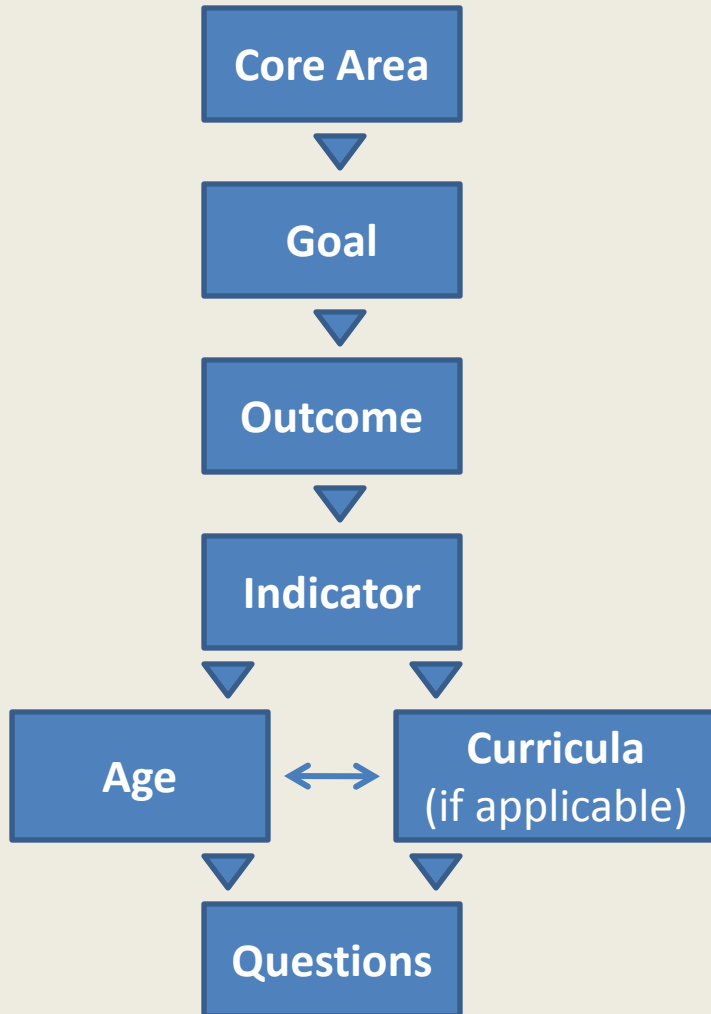 Core Area
Goal
Outcome
Indicator
Age
Curricula
(if applicable)
Questions